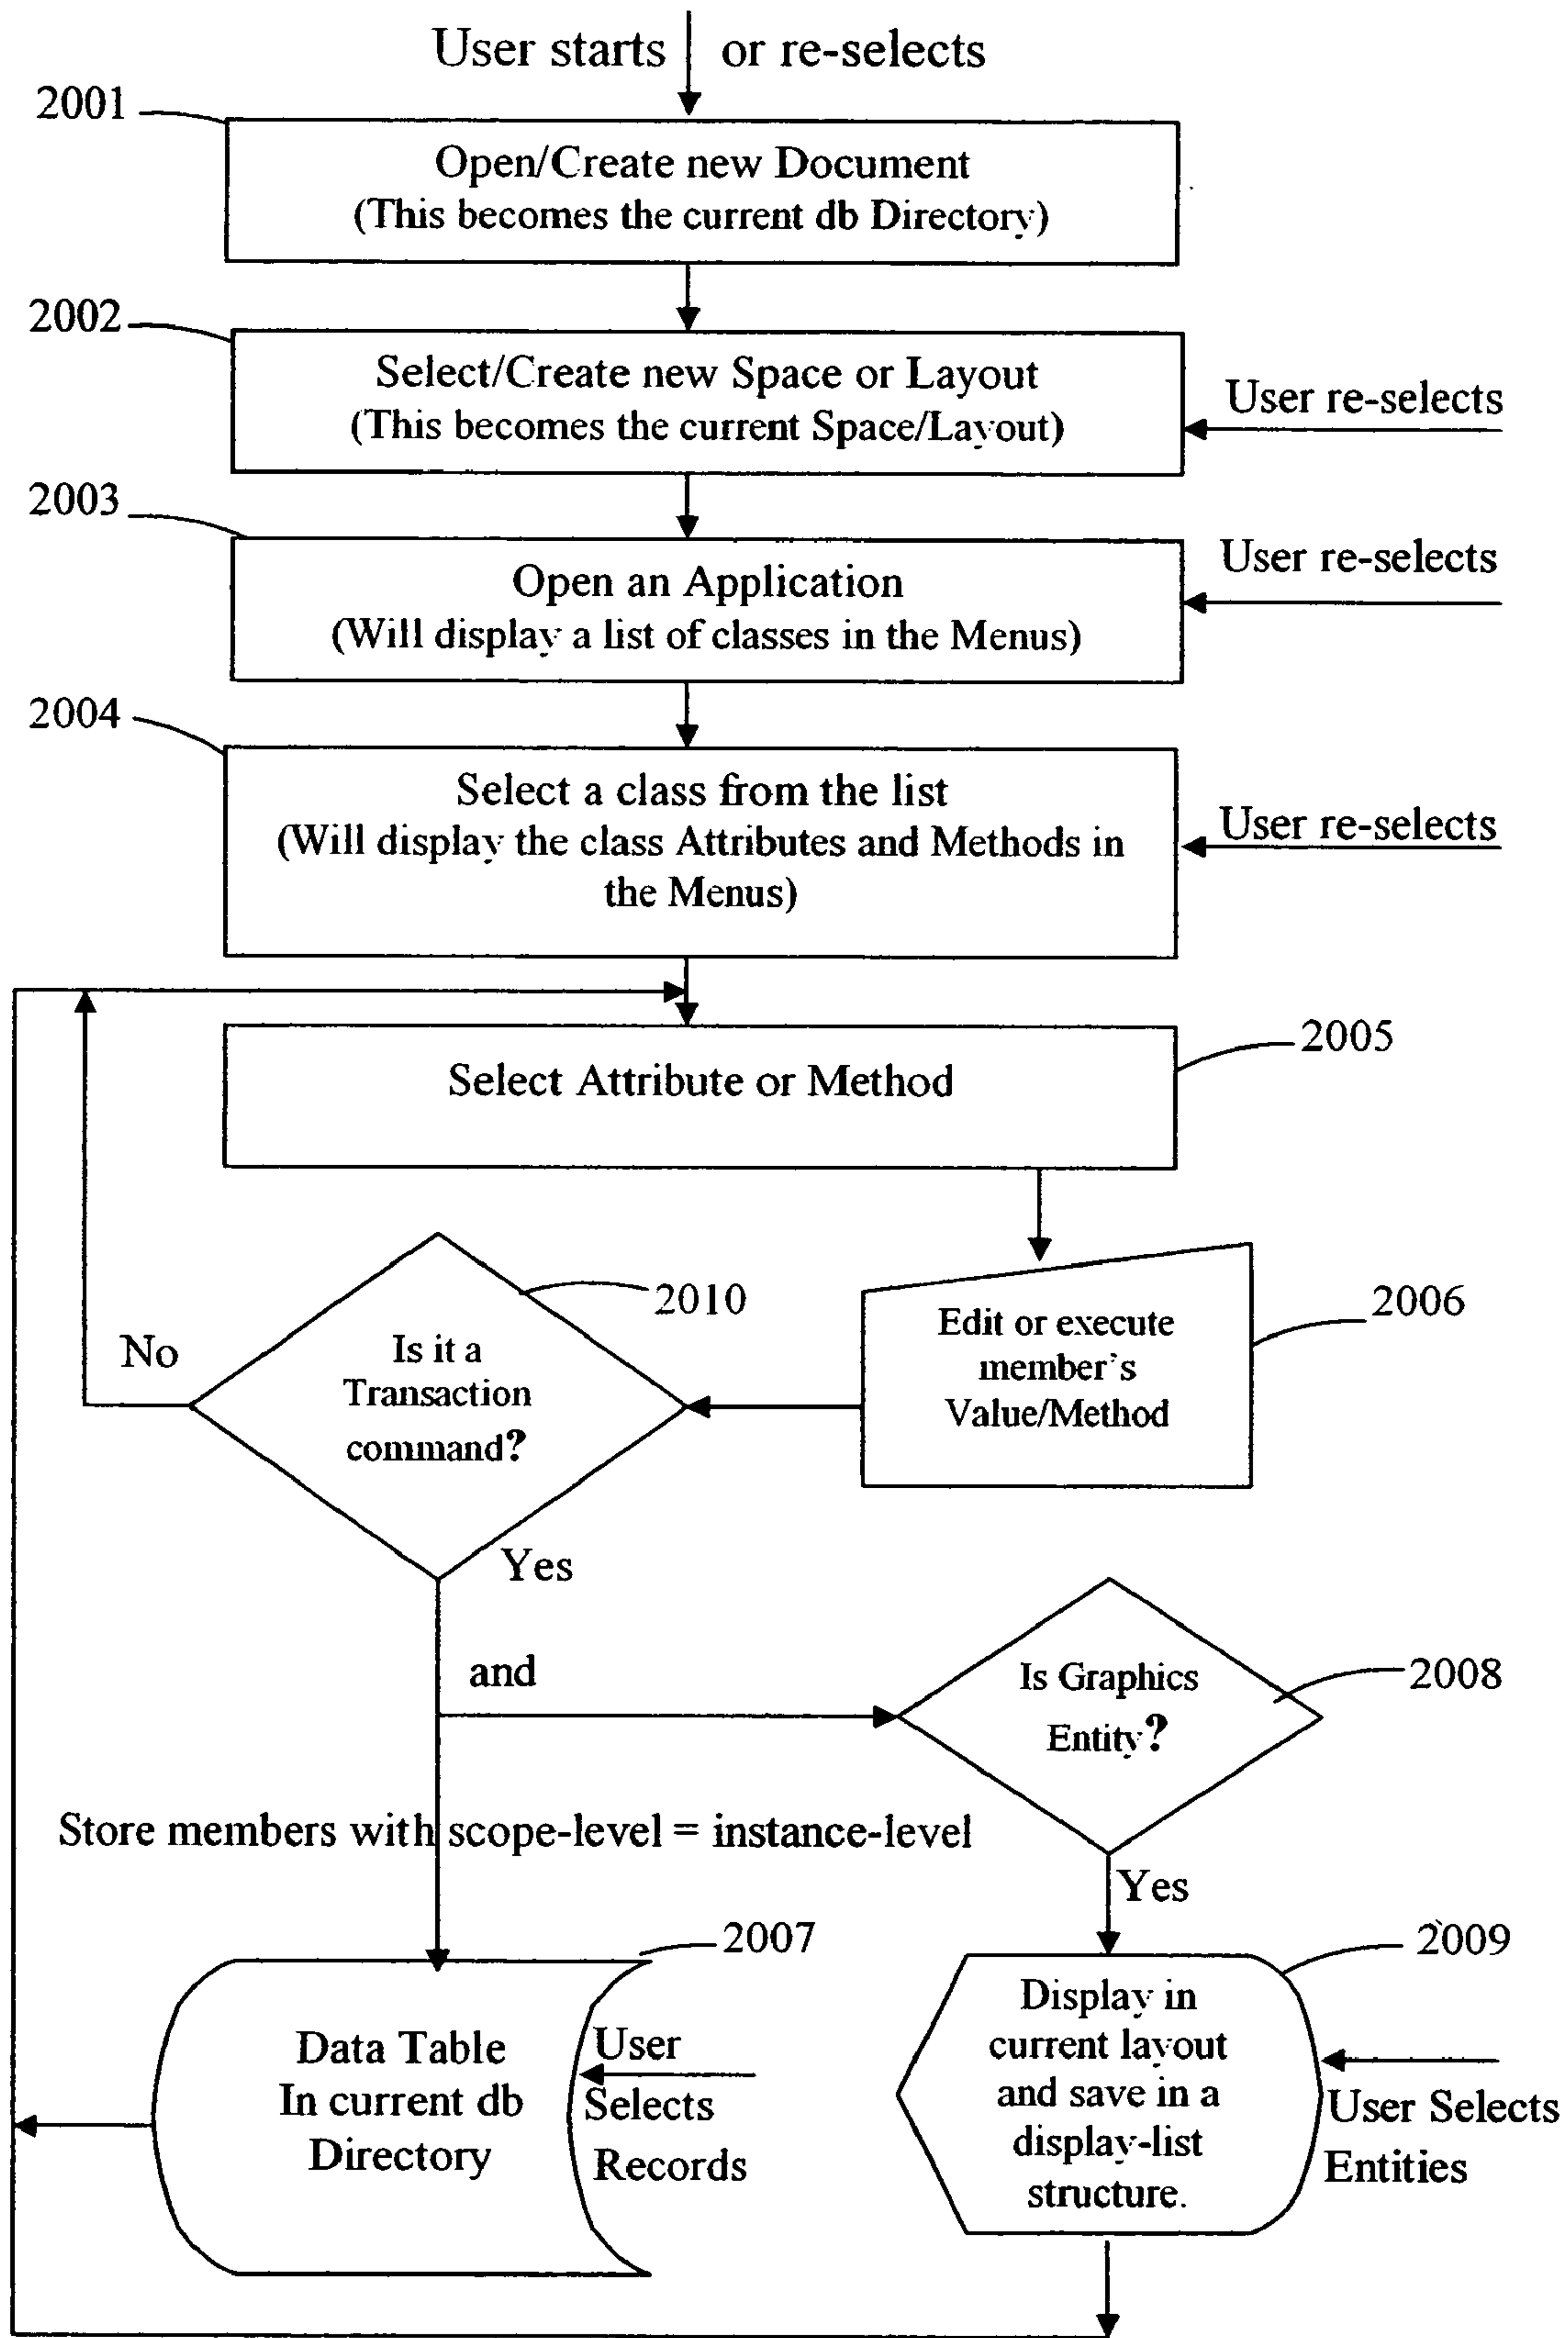 User starts or re-selects
2001
Open/Create new Document
(This becomes the current db Directory)
2002
Select/Create new Space or Layout
(This becomes the current Space/Layout)
User re-selects
2003
Open an Application
(Will display a list of classes in the Menus)
User re-selects
2004
Select a class from the list
(Will display the class Attributes and Methods in
the Menus)
User re-selects
Select Attribute or Method
2005
Edit or execute
member's
Value/Method
2006
Is it a
Transaction
command?
2010
No
Yes
and
Is Graphics
Entity?
2008
Store members with scope-level = instance-level
Yes
2007
Data Table
In current db
Directory
User
Selects
Records
2009
Display in
current layout
and save in a
display-list
structure.
User Selects
Entities